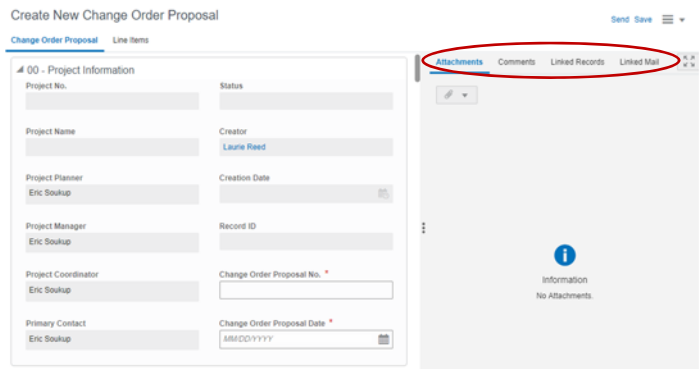 Create New Change Order Proposal
Send Save
Change Order Proposal Line Items
Attachments Comments Linked Records Linked Mail
00 - Project Information
Project No. Status
Project Name Creator
Laurie Reed
Project Planner Creation Date
Eric Soukup
Project Manager Record ID
Eric Soukup
Project Coordinator Change Order Proposal No. *
Eric Soukup
Primary Contact Change Order Proposal Date *
Eric Soukup MM/DD/YYYY
Information
No Attachments.